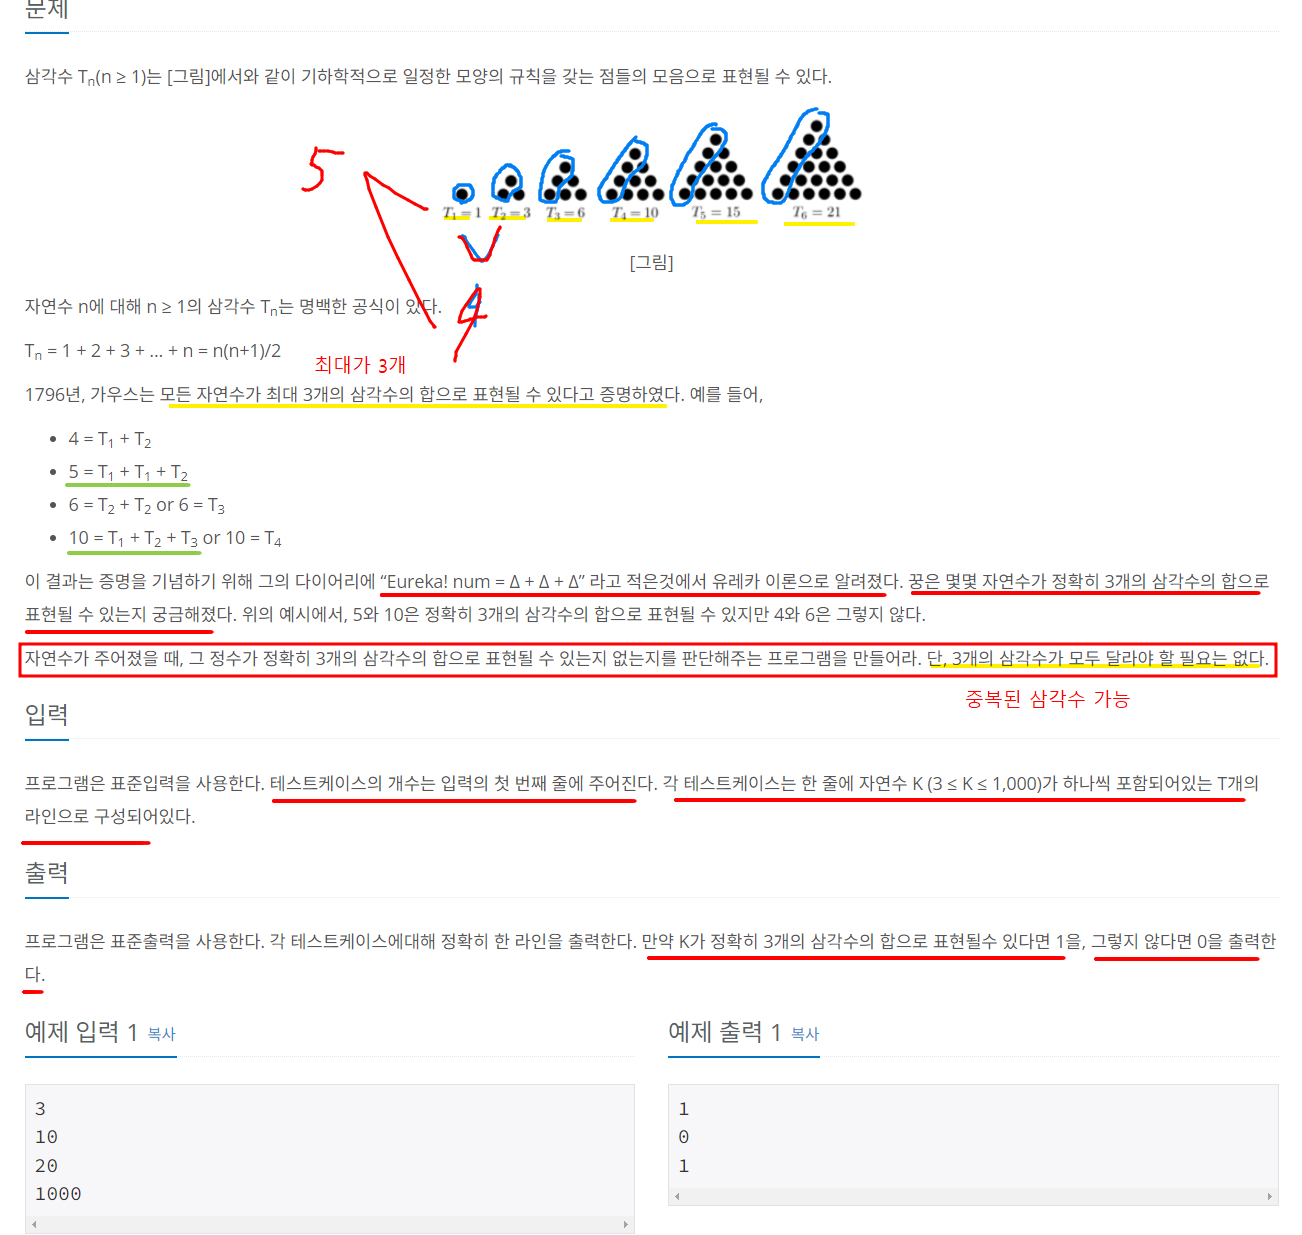 문제
삼각수 Tn(n ≥ 1)는 [그림]에서와 같이 기하학적으로 일정한 모양의 규칙을 갖는 점들의 모음으로 표현될 수 있다.
5
T1 = 1 T2 = 3 T3 = 6 T4 = 10 T5 = 15 T6 = 21
[그림]
4
자연수 n에 대해 n ≥ 1의 삼각수 Tn는 명백한 공식이 있다.
Tn = 1 + 2 + 3 + ... + n = n(n+1)/2
최대가 3개
1796년, 가우스는 모든 자연수가 최대 3개의 삼각수의 합으로 표현될 수 있다고 증명하였다. 예를 들어,
• 4 = T1 + T2
• 5 = T1 + T1 + T2
• 6 = T2 + T2 or 6 = T3
• 10 = T1 + T2 + T3 or 10 = T4
이 결과는 증명을 기념하기 위해 그의 다이어리에 “Eureka! num = Δ + Δ + Δ” 라고 적은것에서 유레카 이론으로 알려졌다. 꿍은 몇몇 자연수가 정확히 3개의 삼각수의 합으로
표현될 수 있는지 궁금해졌다. 위의 예시에서, 5와 10은 정확히 3개의 삼각수의 합으로 표현될 수 있지만 4와 6은 그렇지 않다.
자연수가 주어졌을 때, 그 정수가 정확히 3개의 삼각수의 합으로 표현될 수 있는지 없는지를 판단해주는 프로그램을 만들어라. 단, 3개의 삼각수가 모두 달라야 할 필요는 없다.
중복된 삼각수 가능
입력
프로그램은 표준입력을 사용한다. 테스트케이스의 개수는 입력의 첫 번째 줄에 주어진다. 각 테스트케이스는 한 줄에 자연수 K (3 ≤ K ≤ 1,000)가 하나씩 포함되어있는 T개의
라인으로 구성되어있다.
출력
프로그램은 표준출력을 사용한다. 각 테스트케이스에대해 정확히 한 라인을 출력한다. 만약 K가 정확히 3개의 삼각수의 합으로 표현될수 있다면 1을, 그렇지 않다면 0을 출력한
다.
예제 입력 1 복사
3
10
20
1000
예제 출력 1 복사
1
0
1